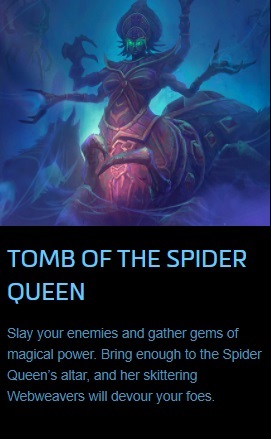 TOMB OF THE SPIDER
QUEEN
Slay your enemies and gather gems of
magical power. Bring enough to the Spider
Queen's altar, and her skittering
Webweavers will devour your foes.